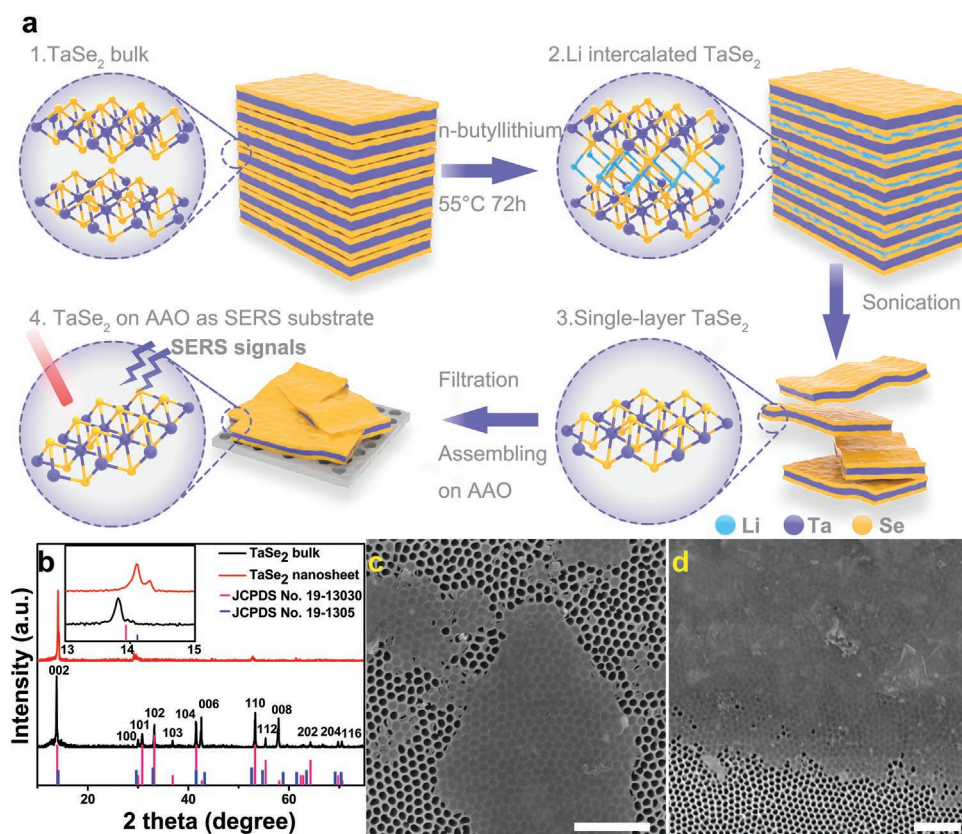 a
1.TaSe₂ bulk
2.Li intercalated TaSe₂
n-butyllithium
55°C 72h
Sonication
4. TaSe₂ on AAO as SERS substrate
SERS signals
3.Single-layer TaSe₂
Filtration
Assembling
on AAO
Li Ta Se
b
TaSe₂ bulk
TaSe₂ nanosheet
JCPDS No. 19-13030
JCPDS No. 19-1305
13 14 15
Intensity (a.u.)
002
100
101
102
103
104
006
110
112
008
202
204
116
20 40 60
2 theta (degree)
c
d